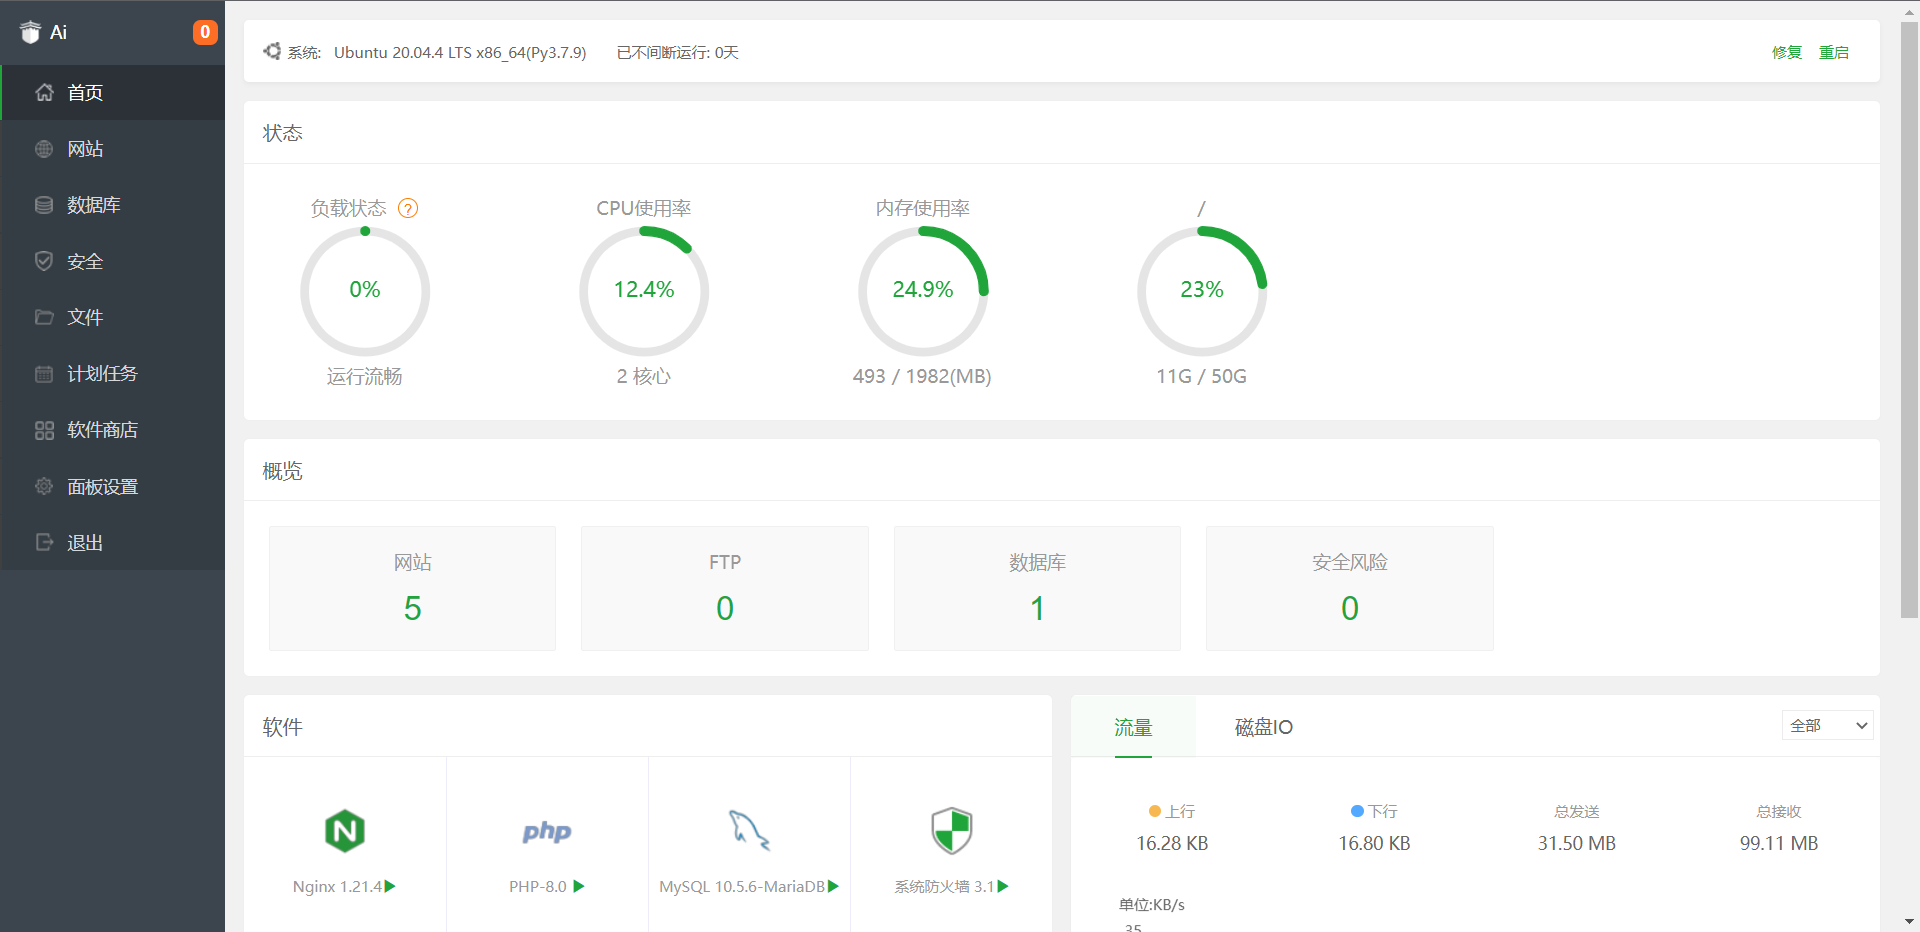 Ai
0
首页
网站
数据库
安全
文件
计划任务
软件商店
面板设置
退出
系统: Ubuntu 20.04.4 LTS x86_64(Py3.7.9) 已不间断运行: 0天
修复 重启
状态
负载状态 ?
0%
运行流畅
CPU使用率
12.4%
2 核心
内存使用率
24.9%
493 / 1982(MB)
/
23%
11G / 50G
概览
网站
5
FTP
0
数据库
1
安全风险
0
软件
N
Nginx 1.21.4
php
PHP-8.0
MySQL 10.5.6-MariaDB
系统防火墙 3.1
流量 磁盘IO 全部
上行
16.28 KB
下行
16.80 KB
总发送
31.50 MB
总接收
99.11 MB
单位:KB/s
35